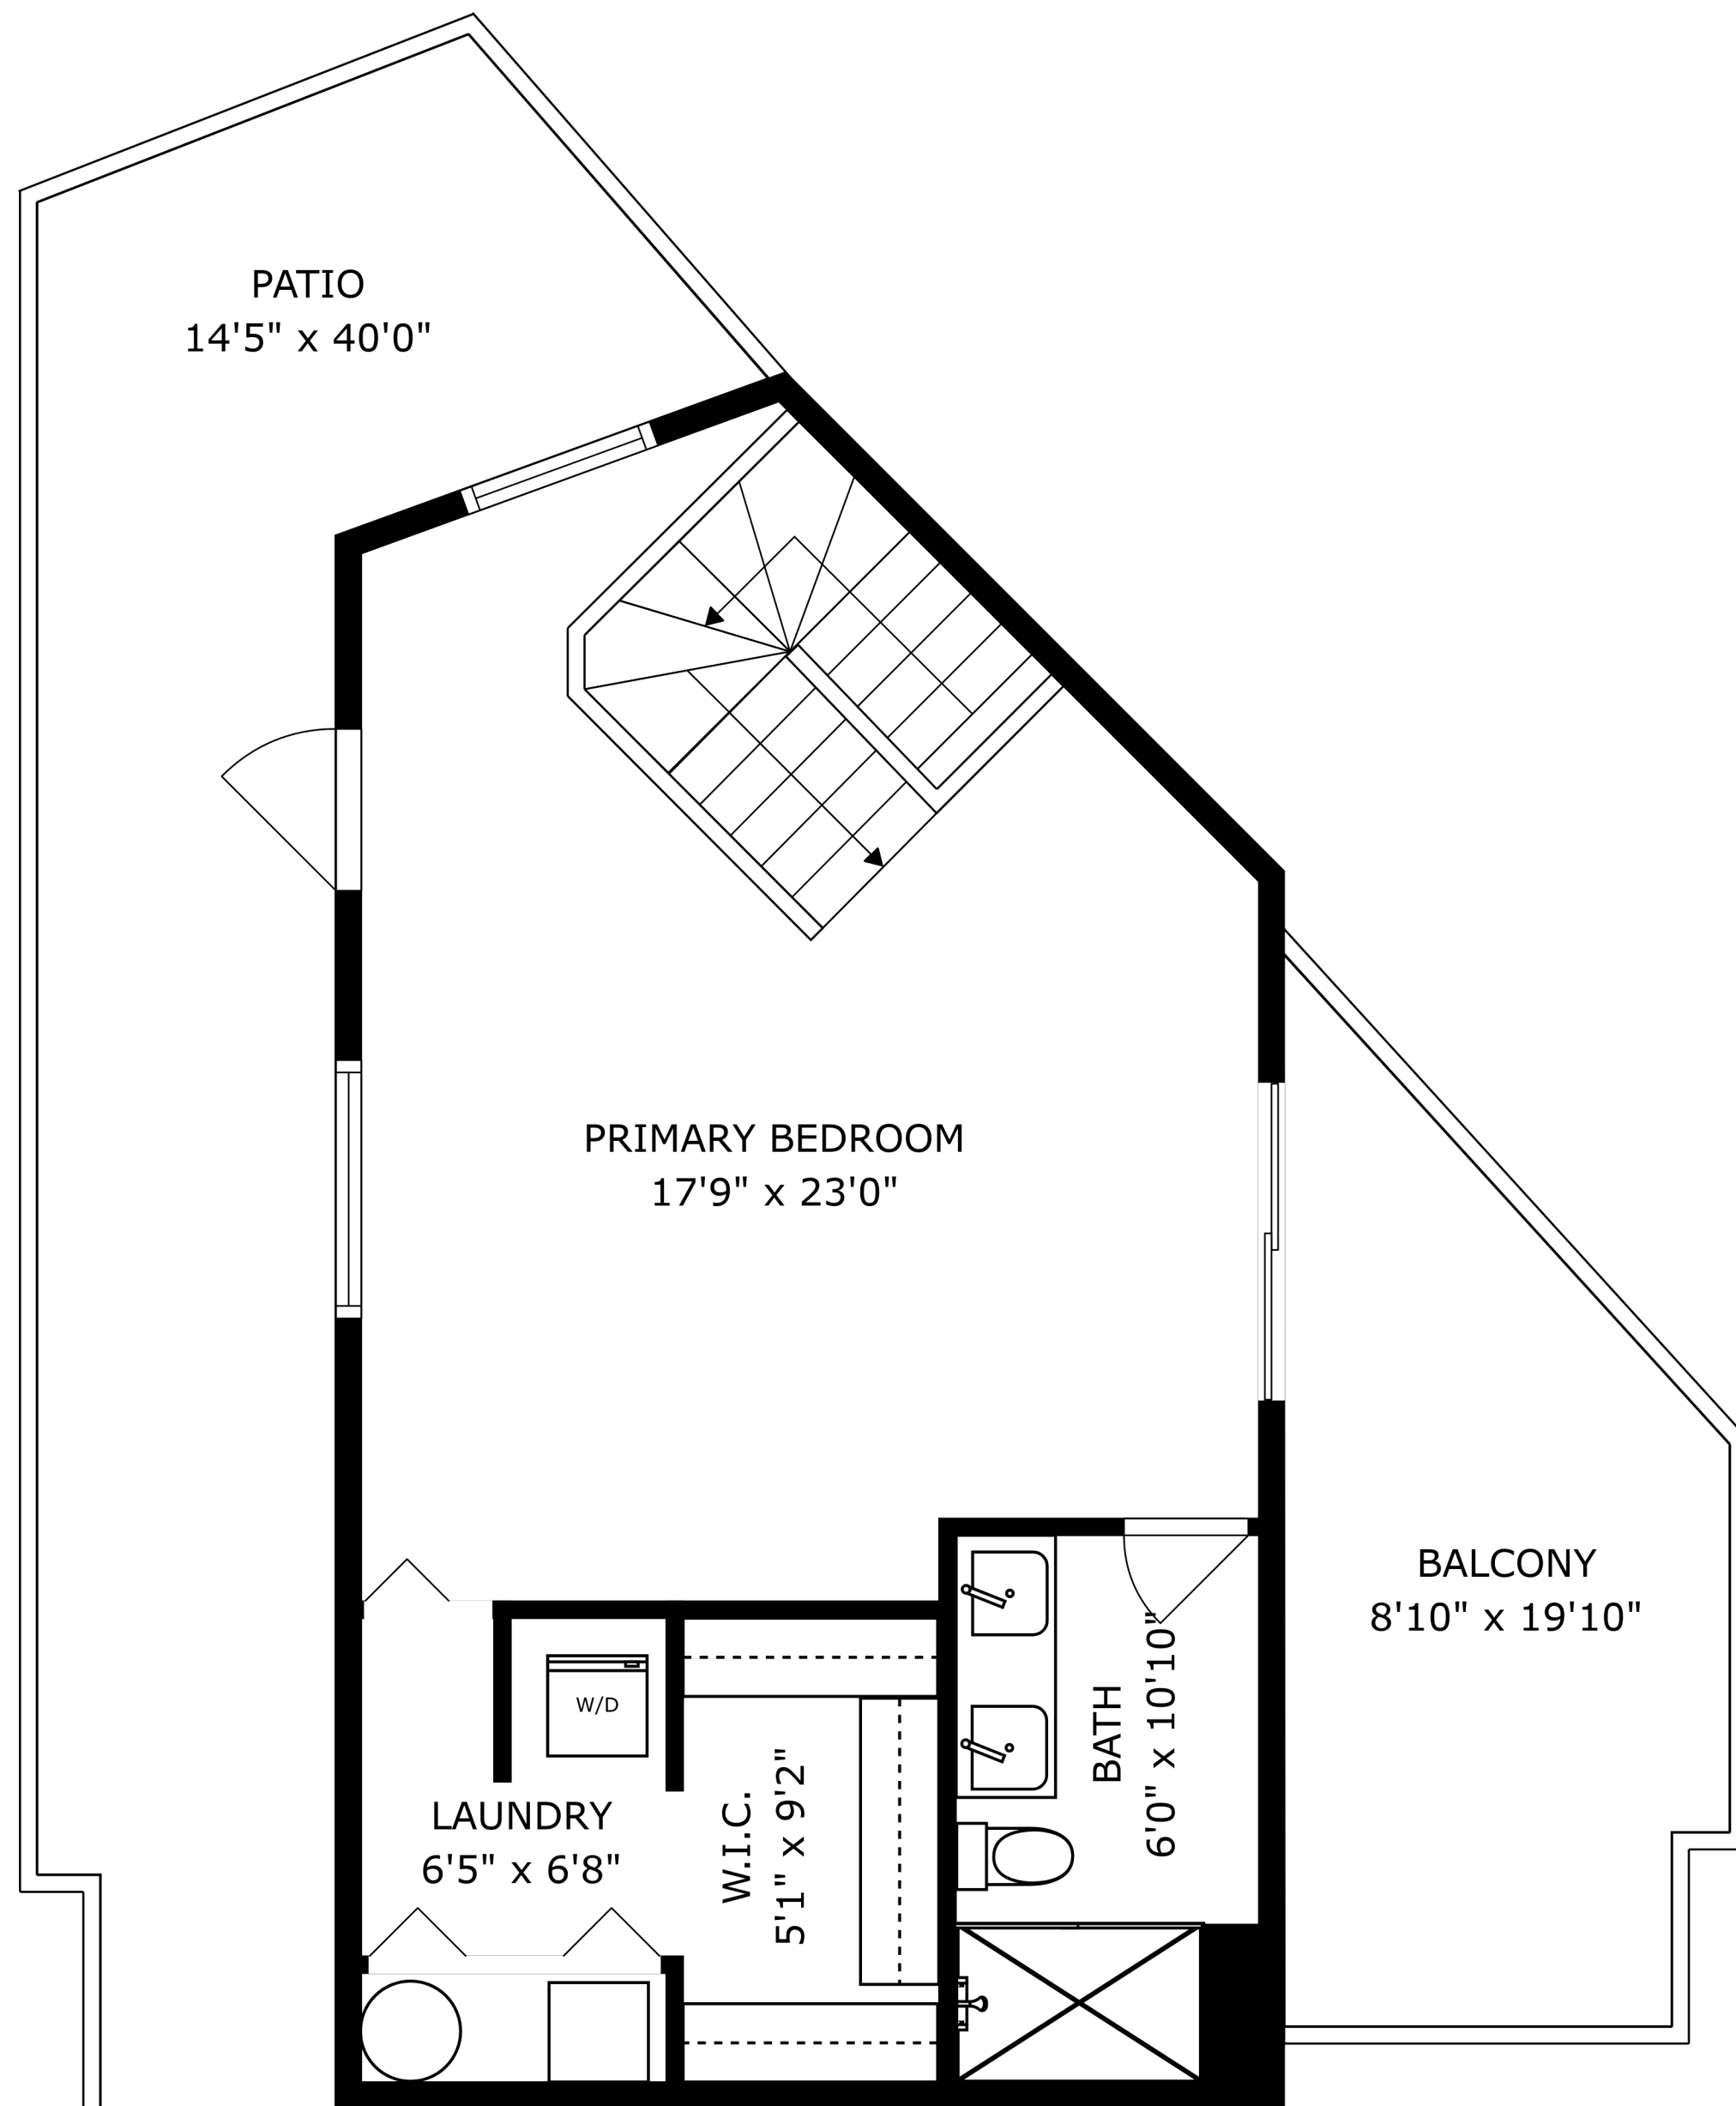 PATIO
14'5" x 40'0"
PRIMARY BEDROOM
17'9" x 23'0"
BALCONY
8'10" x 19'10"
W/D
LAUNDRY
6'5" x 6'8"
W.I.C.
5'1" x 9'2"
BATH
6'0" x 10'10"